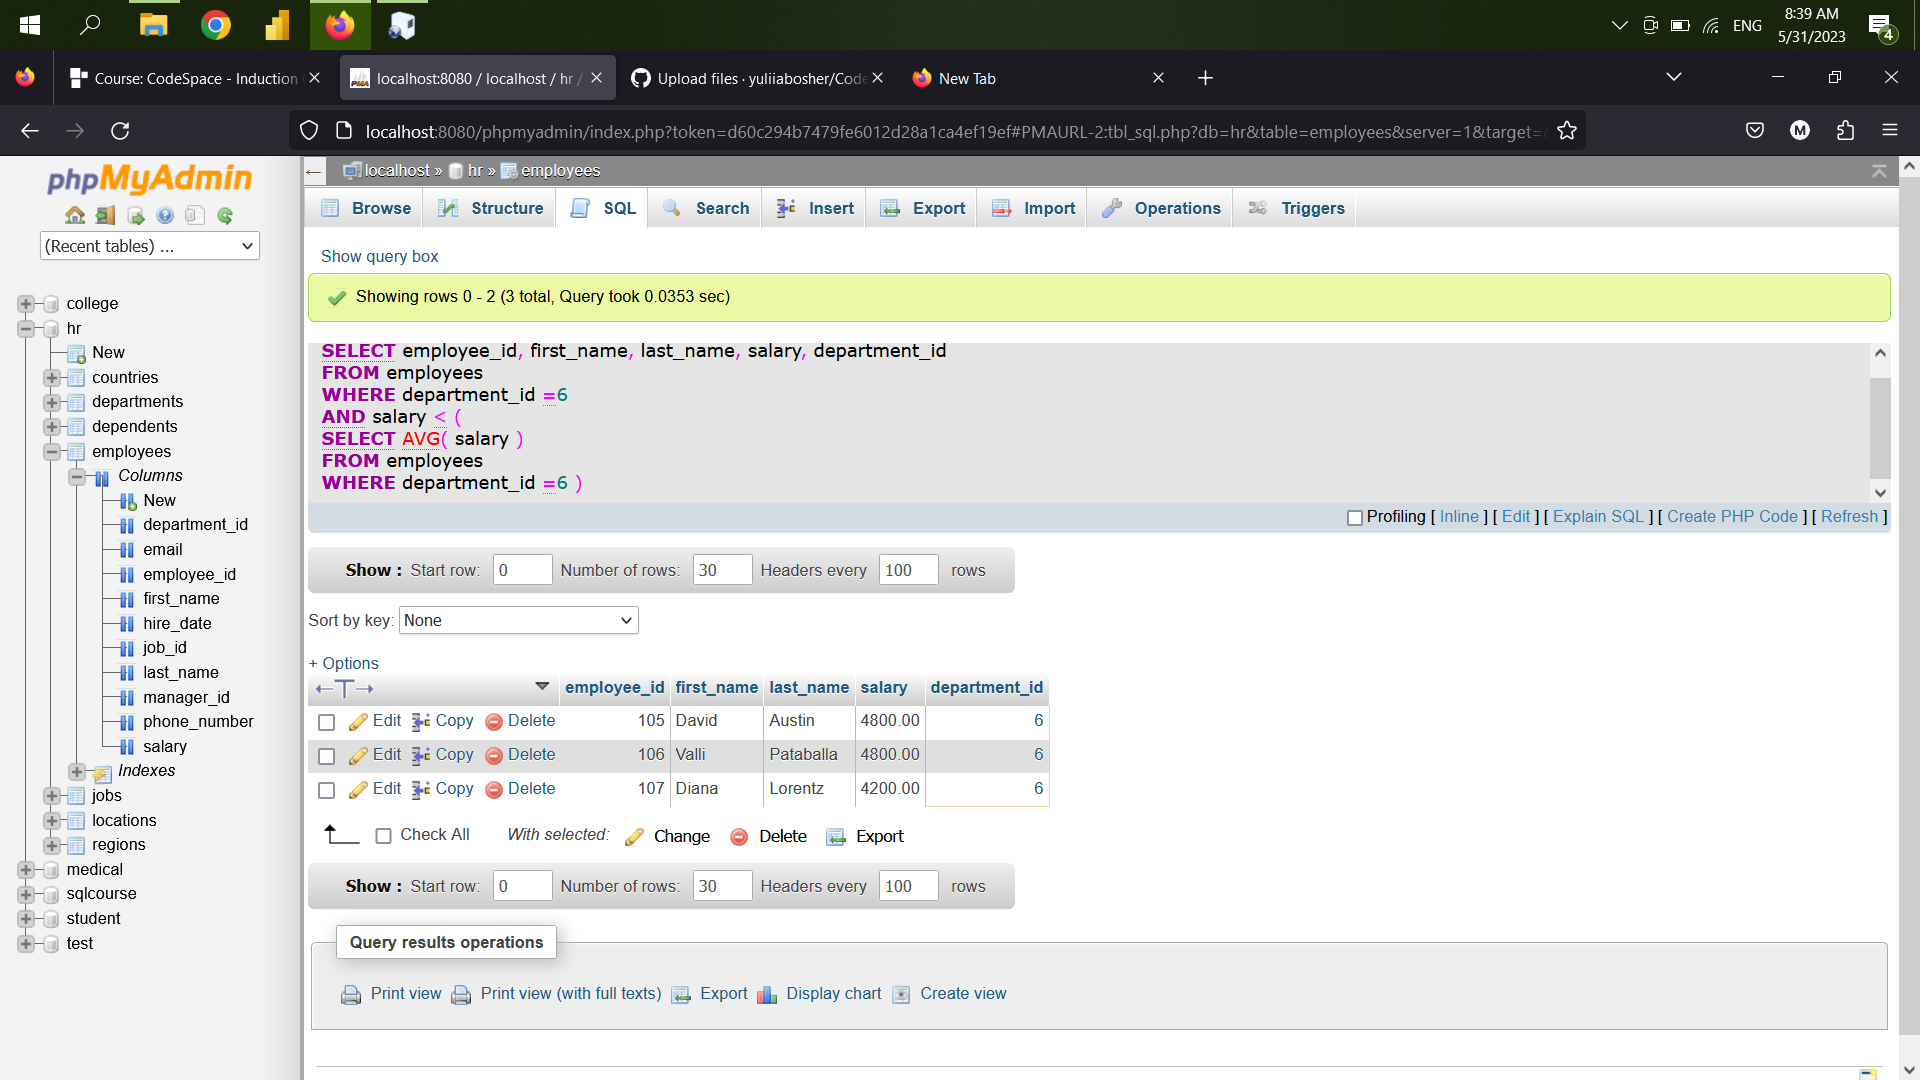 ENG
8:39 AM
5/31/2023
4
Course: CodeSpace - Induction
localhost:8080 / localhost / hr /
Upload files · yuliiabosher/Code
New Tab
localhost:8080/phpmyadmin/index.php?token=d60c294b7479fe6012d28a1ca4ef19ef#PMAURL-2:tbl_sql.php?db=hr&table=employees&server=1&target=
M
phpMyAdmin
(Recent tables) ...
college
hr
New
countries
departments
dependents
employees
Columns
New
department_id
email
employee_id
first_name
hire_date
job_id
last_name
manager_id
phone_number
salary
Indexes
jobs
locations
regions
medical
sqlcourse
student
test
localhost » hr » employees
Browse Structure SQL Search Insert Export Import Operations Triggers
Show query box
Showing rows 0 - 2 (3 total, Query took 0.0353 sec)
SELECT employee_id, first_name, last_name, salary, department_id
FROM employees
WHERE department_id =6
AND salary < (
SELECT AVG( salary )
FROM employees
WHERE department_id =6 )
Profiling [ Inline ] [ Edit ] [ Explain SQL ] [ Create PHP Code ] [ Refresh ]
Show : Start row: 0 Number of rows: 30 Headers every 100 rows
Sort by key: None
+ Options
employee_id first_name last_name salary department_id
Edit Copy Delete 105 David Austin 4800.00 6
Edit Copy Delete 106 Valli Pataballa 4800.00 6
Edit Copy Delete 107 Diana Lorentz 4200.00 6
Check All With selected: Change Delete Export
Show : Start row: 0 Number of rows: 30 Headers every 100 rows
Query results operations
Print view Print view (with full texts) Export Display chart Create view